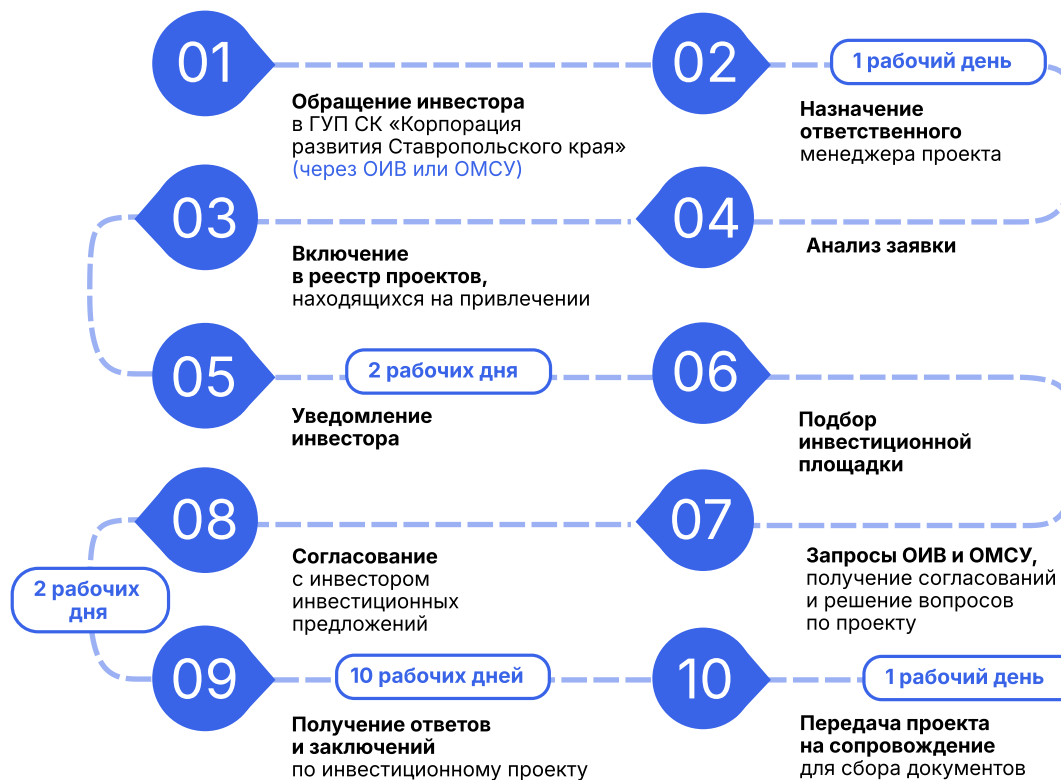 01
Обращение инвестора
в ГУП СК «Корпорация
развития Ставропольского края»
(через ОИВ или ОМСУ)
02
1 рабочий день
Назначение
ответственного
менеджера проекта
03
Включение
в реестр проектов,
находящихся на привлечении
04
Анализ заявки
05
2 рабочих дня
Уведомление
инвестора
06
Подбор
инвестиционной
площадки
08
Согласование
с инвестором
инвестиционных
предложений
07
Запросы ОИВ и ОМСУ,
получение согласований
и решение вопросов
по проекту
2 рабочих
дня
09
10 рабочих дней
Получение ответов
и заключений
по инвестиционному проекту
10
1 рабочий день
Передача проекта
на сопровождение
для сбора документов